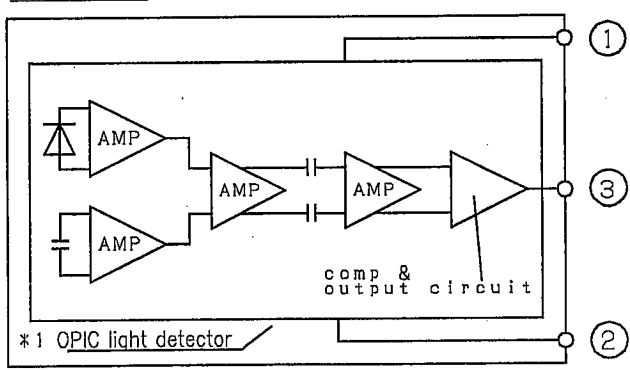 ①
AMP
AMP
AMP
AMP
③
comp &
output circuit
*1 OPIC light detector
②